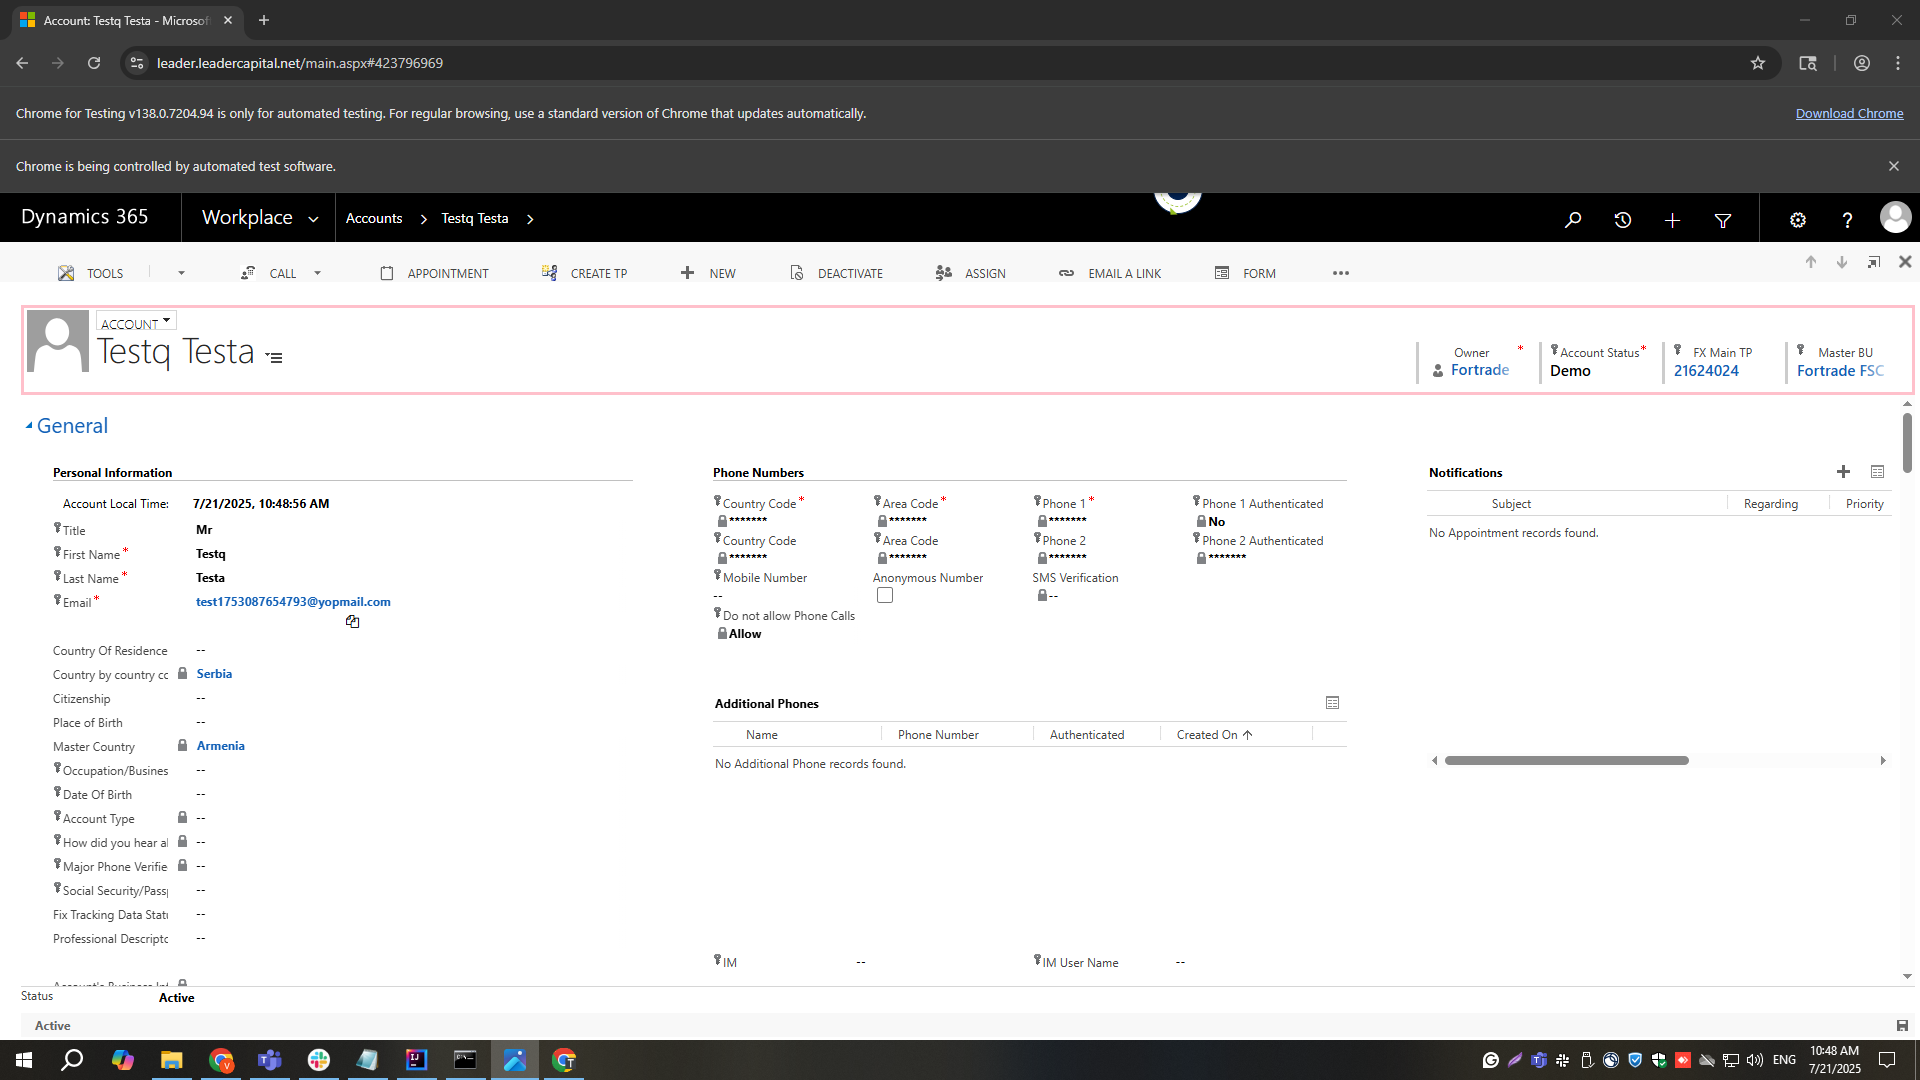 Account: Testq Testa - Microsof
leader.leadercapital.net/main.aspx#423796969
Chrome for Testing v138.0.7204.94 is only for automated testing. For regular browsing, use a standard version of Chrome that updates automatically.
Download Chrome
Chrome is being controlled by automated test software.
Dynamics 365
Workplace
Accounts
Testq Testa
TOOLS
CALL
APPOINTMENT
CREATE TP
NEW
DEACTIVATE
ASSIGN
EMAIL A LINK
FORM
ACCOUNT
Testq Testa
Owner *
Fortrade
Account Status *
Demo
FX Main TP
21624024
Master BU
Fortrade FSC
General
Personal Information
Account Local Time: 7/21/2025, 10:48:56 AM
Title Mr
First Name * Testq
Last Name * Testa
Email * test1753087654793@yopmail.com
Country Of Residence --
Country by country cc Serbia
Citizenship --
Place of Birth --
Master Country Armenia
Occupation/Busines --
Date Of Birth --
Account Type --
How did you hear a --
Major Phone Verifie --
Social Security/Pass --
Fix Tracking Data Stat --
Professional Descript --
Phone Numbers
Country Code * Area Code * Phone 1 * Phone 1 Authenticated
******* ******* ******* No
Country Code Area Code Phone 2 Phone 2 Authenticated
******* ******* ******* *******
Mobile Number Anonymous Number SMS Verification
-- --
Do not allow Phone Calls
Allow
Additional Phones
Name Phone Number Authenticated Created On
No Additional Phone records found.
IM -- IM User Name --
Notifications
Subject Regarding Priority
No Appointment records found.
Status Active
Active
ENG
10:48 AM
7/21/2025